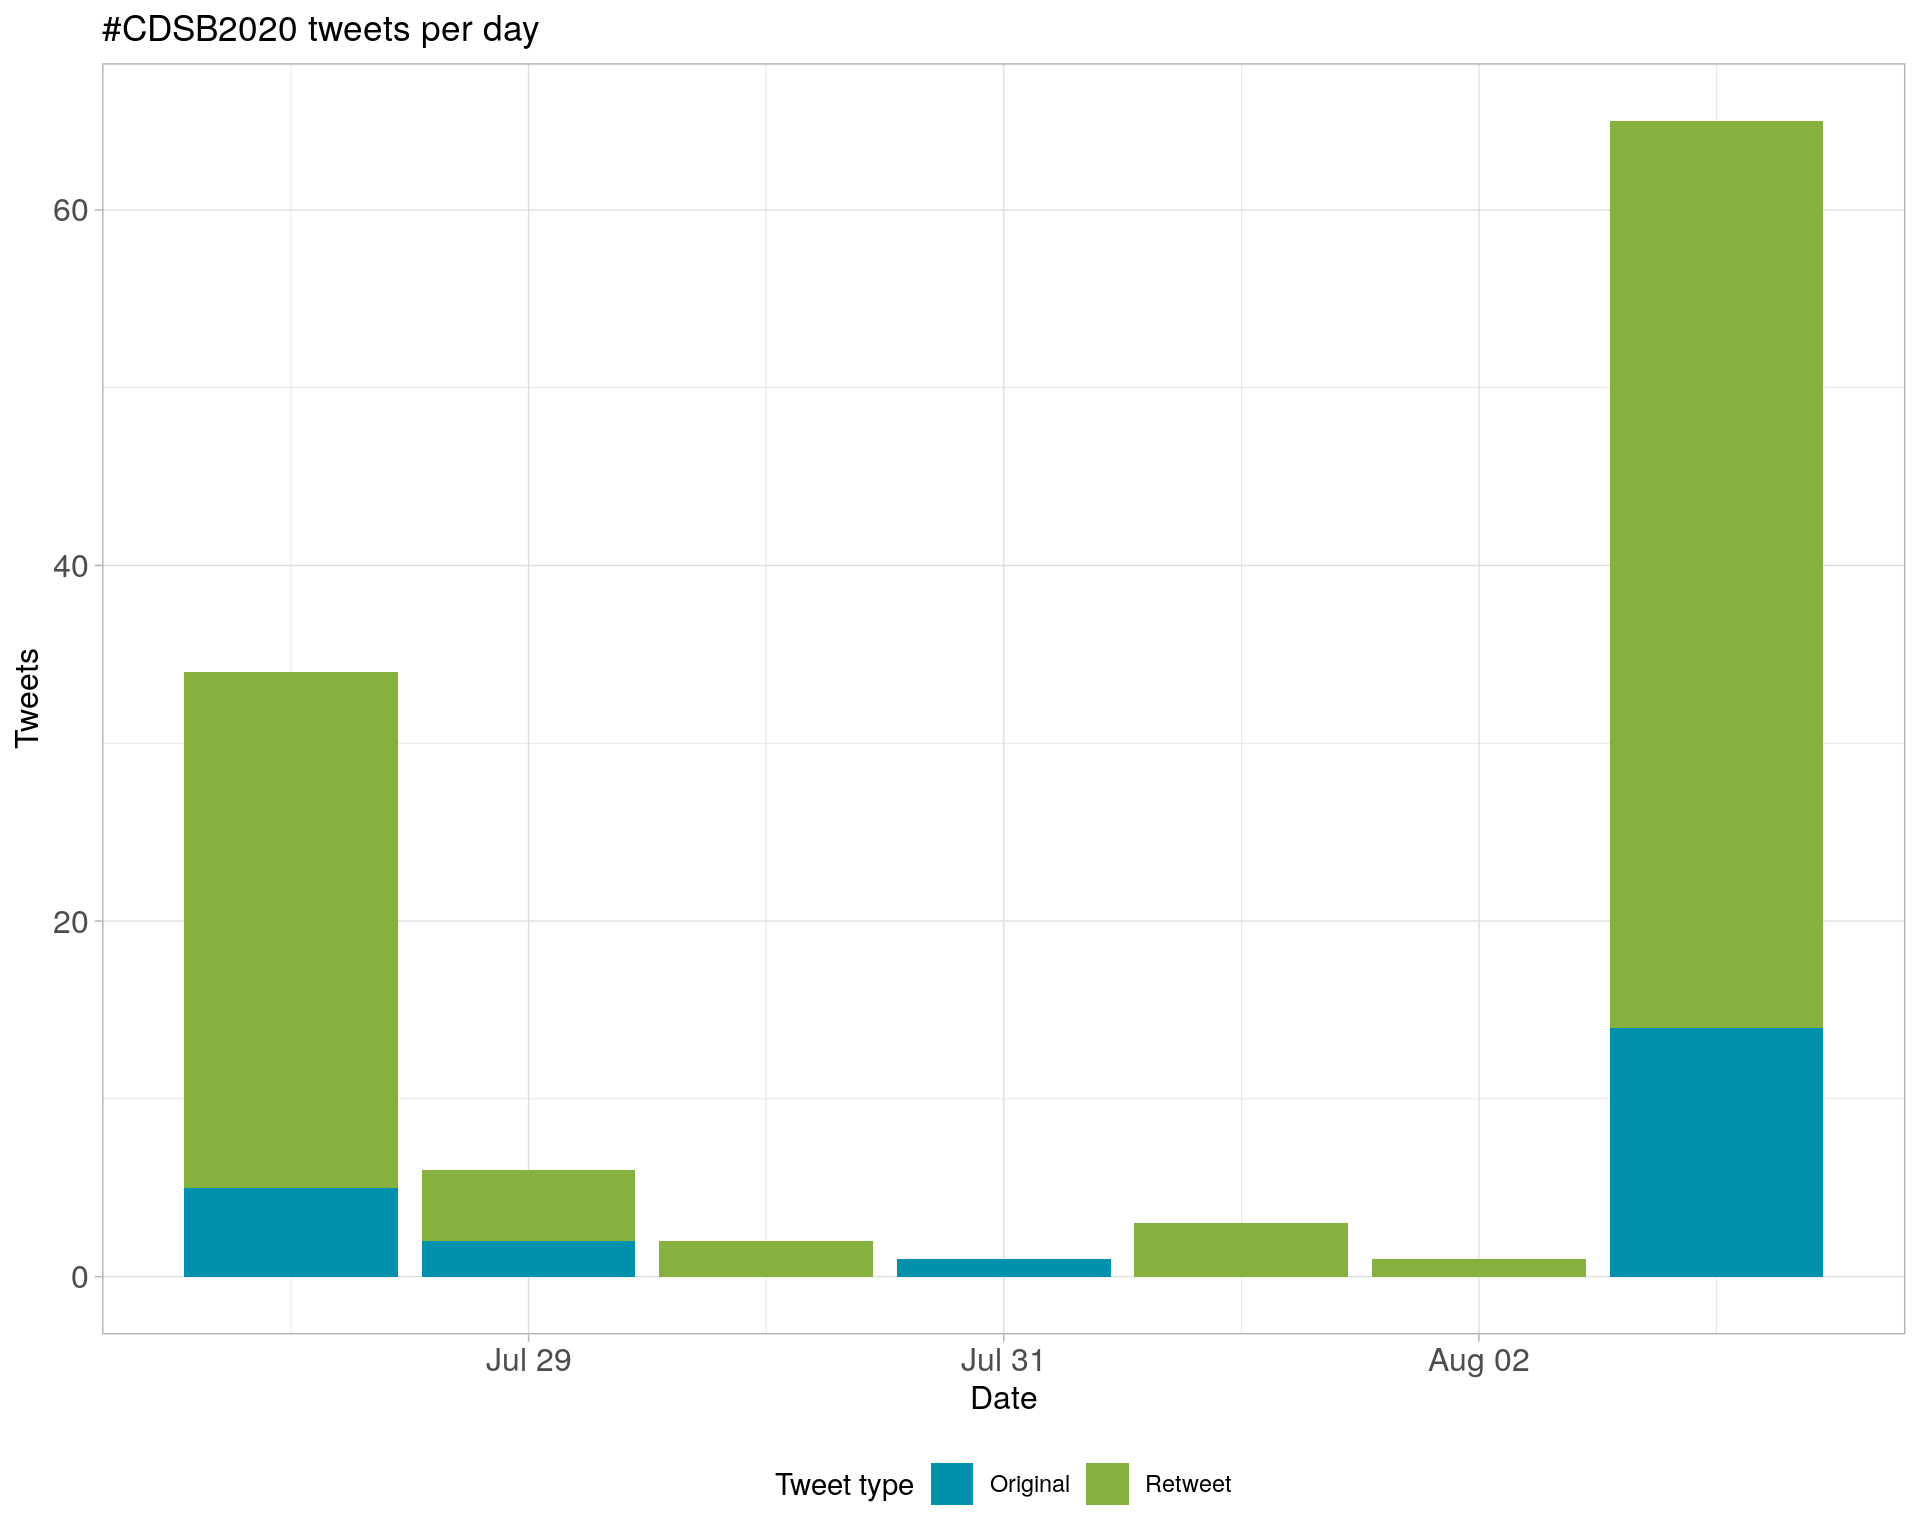 #CDSB2020 tweets per day
60
40
20
0
Tweets
Jul 29 Jul 31 Aug 02
Date
Tweet type Original Retweet